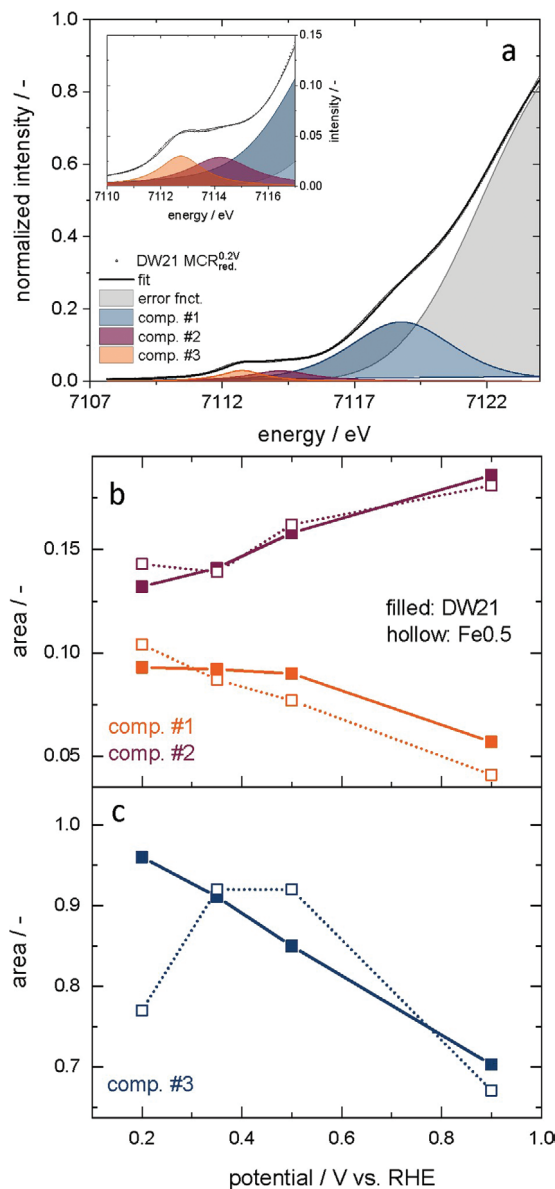 a
0.15
0.10
0.05
0.00
intensity / -
7110 7112 7114 7116
energy / eV
1.0
0.8
0.6
0.4
0.2
0.0
normalized intensity / -
DW21 MCR0.2V red.
fit
error fnct.
comp. #1
comp. #2
comp. #3
7107 7112 7117 7122
energy / eV
b
0.15
0.10
0.05
area / -
filled: DW21
hollow: Fe0.5
comp. #1
comp. #2
c
1.0
0.9
0.8
0.7
area / -
comp. #3
0.2 0.4 0.6 0.8 1.0
potential / V vs. RHE